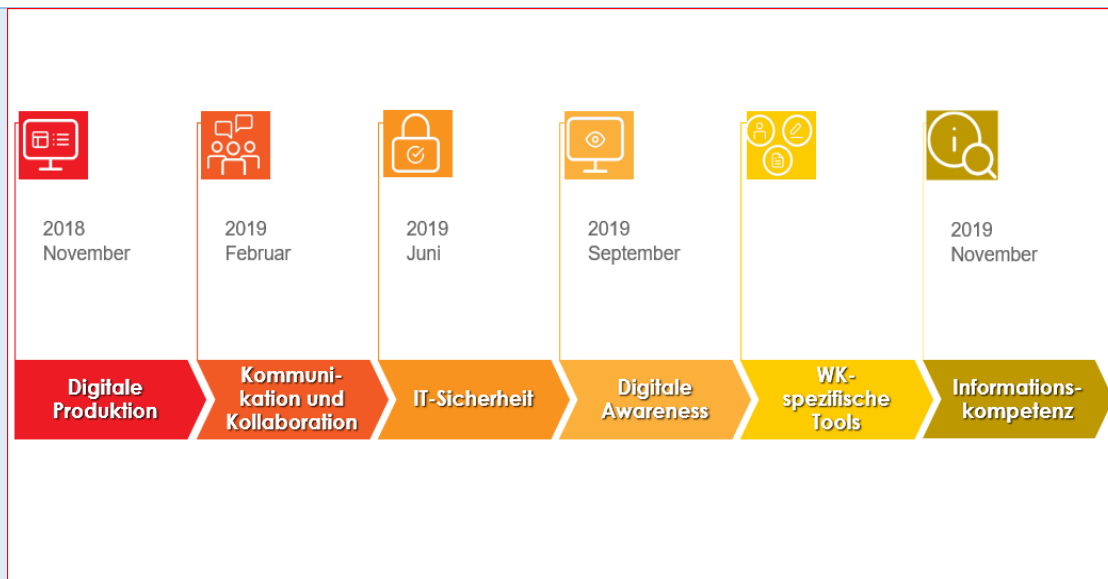 2018
November
2019
Februar
2019
Juni
2019
September
2019
November
Digitale
Produktion
Kommuni-
kation und
Kollaboration
IT-Sicherheit
Digitale
Awareness
WK-
spezifische
Tools
Informations-
kompetenz